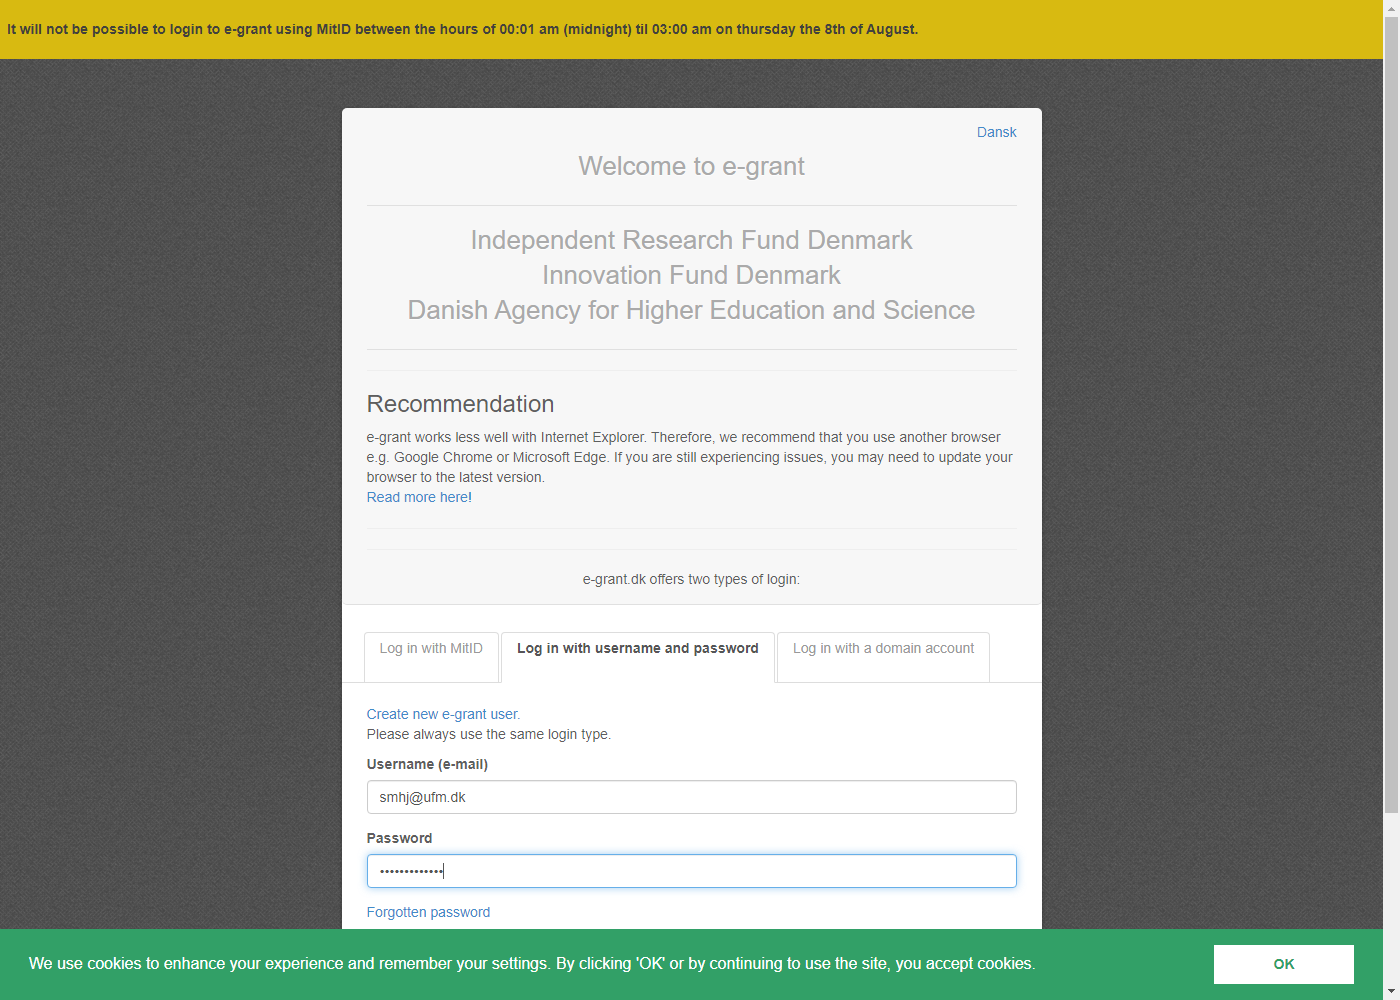 It will not be possible to login to e-grant using MitID between the hours of 00:01 am (midnight) til 03:00 am on thursday the 8th of August.
Dansk
Welcome to e-grant
Independent Research Fund Denmark
Innovation Fund Denmark
Danish Agency for Higher Education and Science
Recommendation
e-grant works less well with Internet Explorer. Therefore, we recommend that you use another browser
e.g. Google Chrome or Microsoft Edge. If you are still experiencing issues, you may need to update your
browser to the latest version.
Read more here!
e-grant.dk offers two types of login:
Log in with MitID
Log in with username and password
Log in with a domain account
Create new e-grant user.
Please always use the same login type.
Username (e-mail)
smhj@ufm.dk
Password
•••••••••••••
Forgotten password
We use cookies to enhance your experience and remember your settings. By clicking 'OK' or by continuing to use the site, you accept cookies.
OK